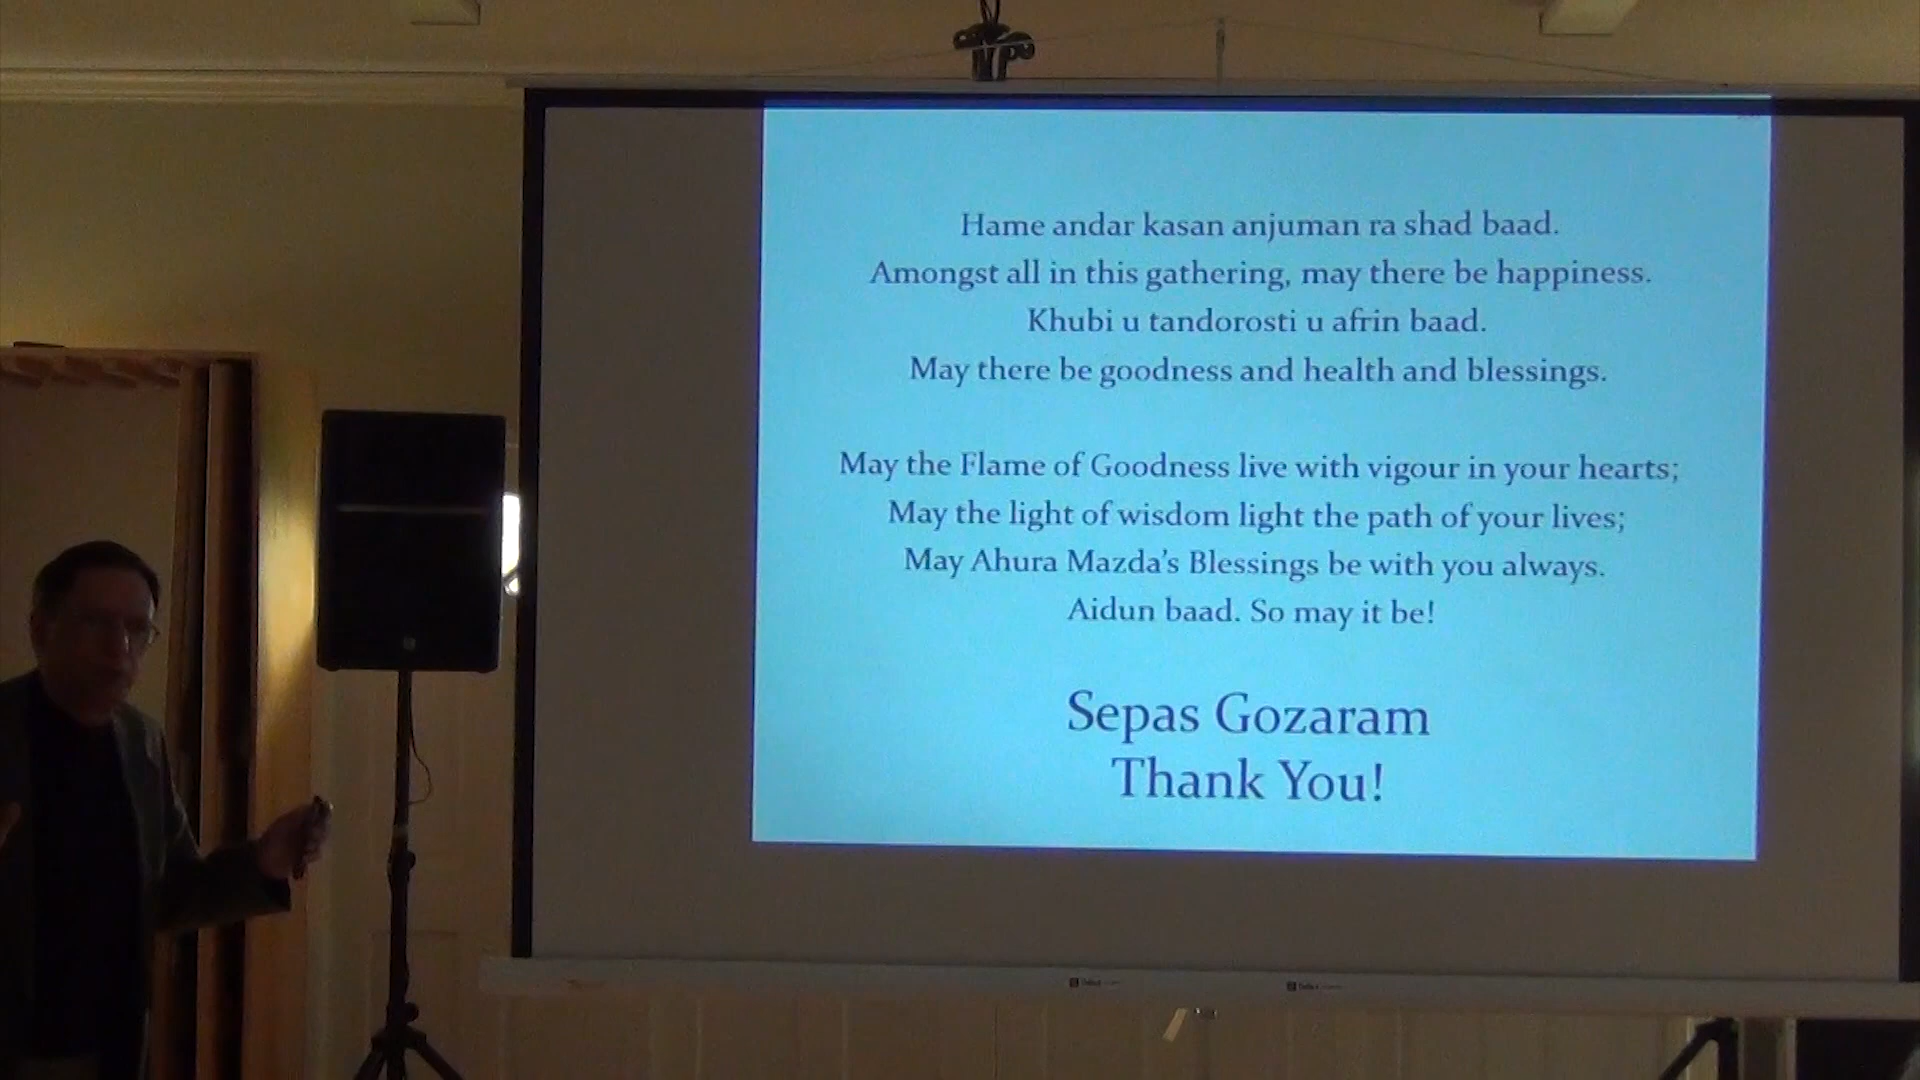 Hame andar kasan anjuman ra shad baad.
Amongst all in this gathering, may there be happiness.
Khubi u tandorosti u afrin baad.
May there be goodness and health and blessings.
May the Flame of Goodness live with vigour in your hearts;
May the light of wisdom light the path of your lives;
May Ahura Mazda’s Blessings be with you always.
Aidun baad. So may it be!
Sepas Gozaram
Thank You!